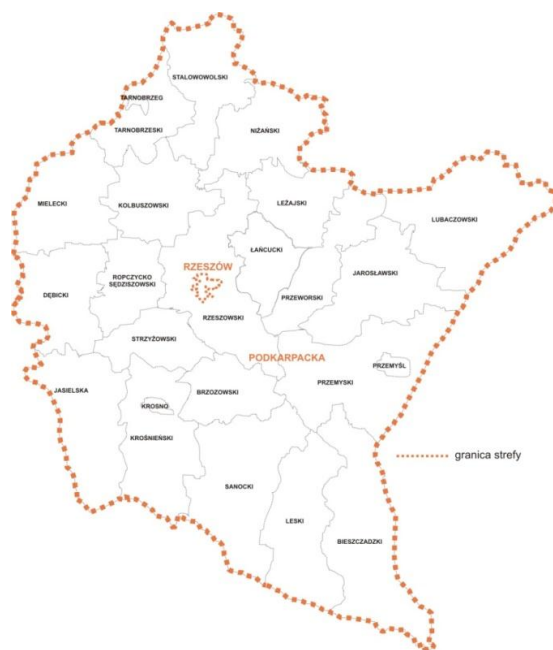 STALOWOWOLSKI
TARNOBRZEG
TARNOBRZESKI
NIŻAŃSKI
MIELECKI
KOLBUSZOWSKI
LEŻAJSKI
LUBACZOWSKI
ŁAŃCUCKI
RZESZÓW
ROPCZYCKO
SĘDZISZOWSKI
JAROSŁAWSKI
DĘBICKI
PRZEWORSKI
RZESZOWSKI
STRZYŻOWSKI
PODKARPACKA
PRZEMYŚL
JASIELSKA
BRZOZOWSKI
PRZEMYSKI
KROSNO
KROŚNIEŃSKI
granica strefy
SANOCKI
LESKI
BIESZCZADZKI